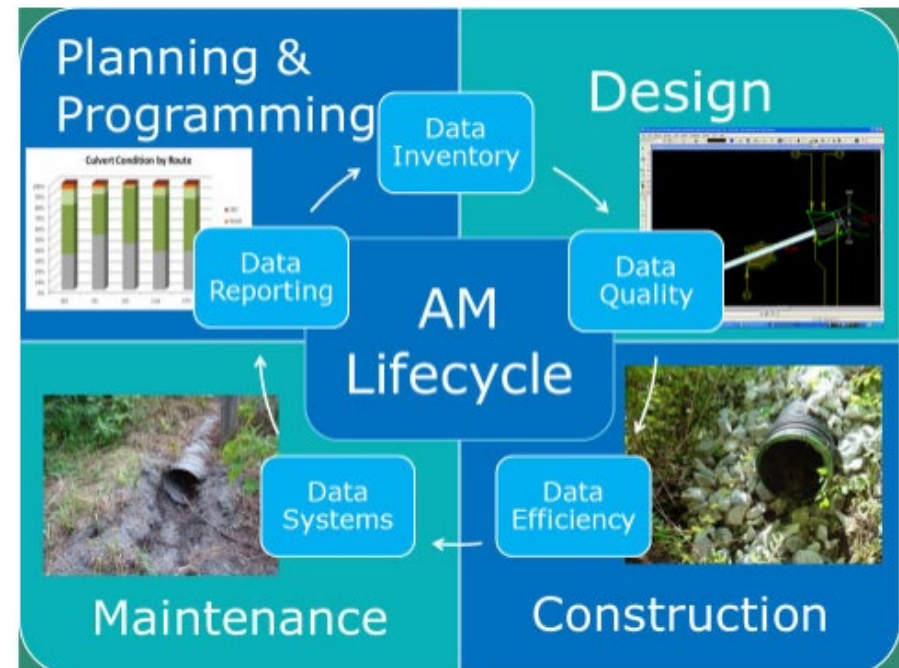 Planning &
Programming
Design
Data
Inventory
Culvert Condition by Route
Data
Reporting
Data
Quality
AM
Lifecycle
Data
Systems
Data
Efficiency
Maintenance
Construction